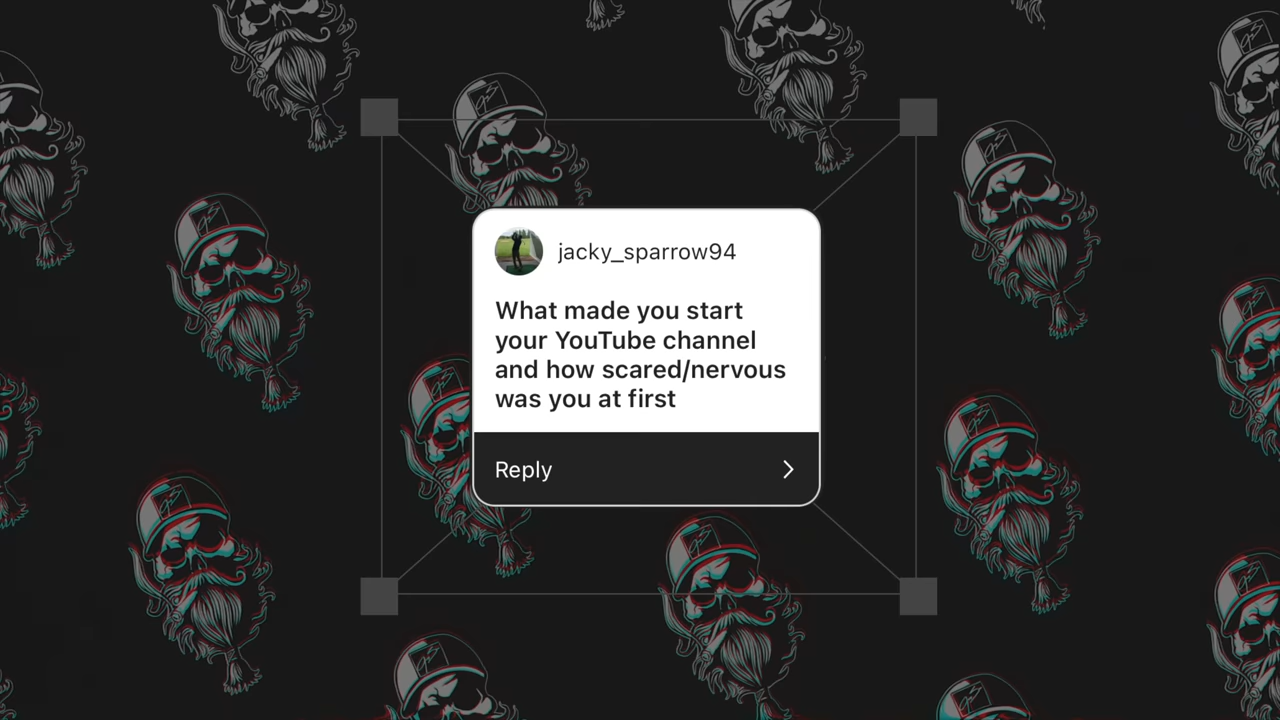 jacky_sparrow94
What made you start
your YouTube channel
and how scared/nervous
was you at first
Reply